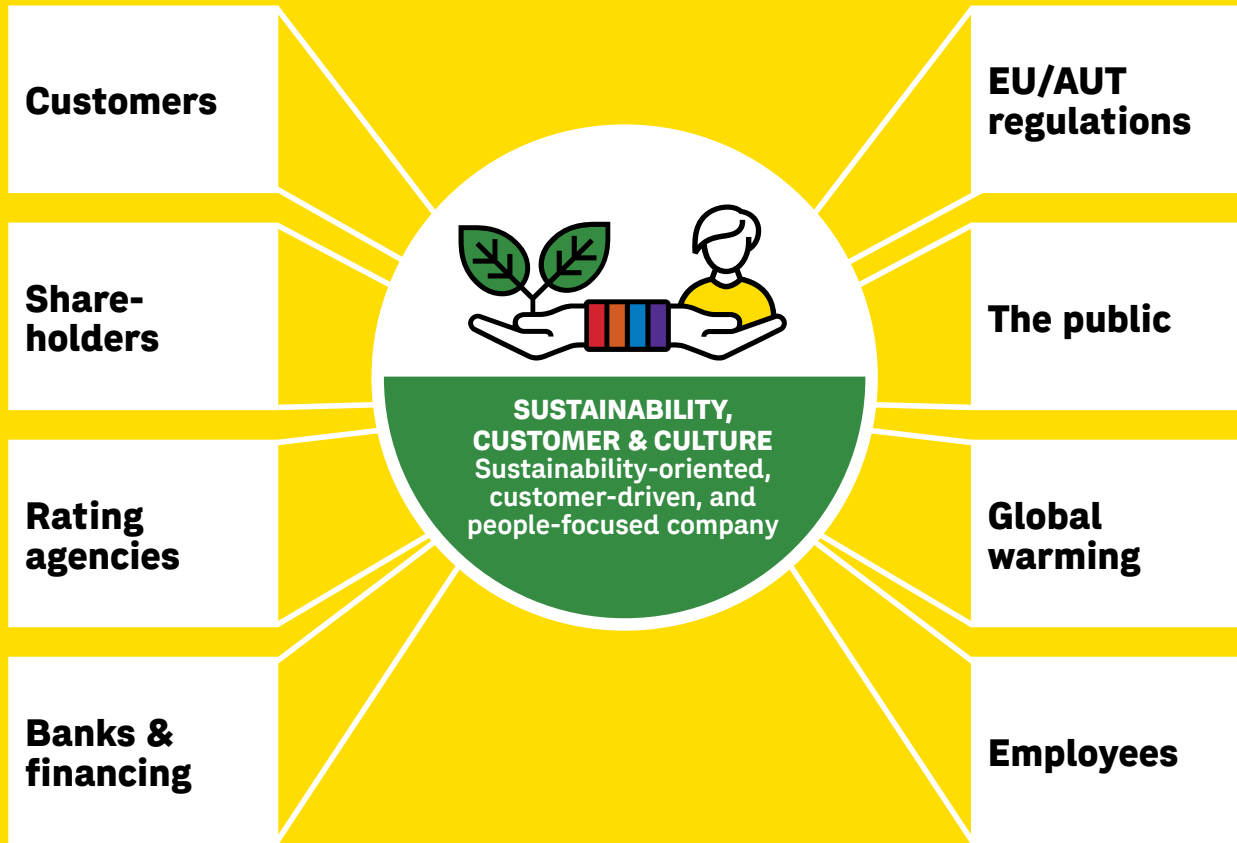 Customers
Share-
holders
Rating
agencies
Banks &
financing
SUSTAINABILITY,
CUSTOMER & CULTURE
Sustainability-oriented,
customer-driven, and
people-focused company
EU/AUT
regulations
The public
Global
warming
Employees